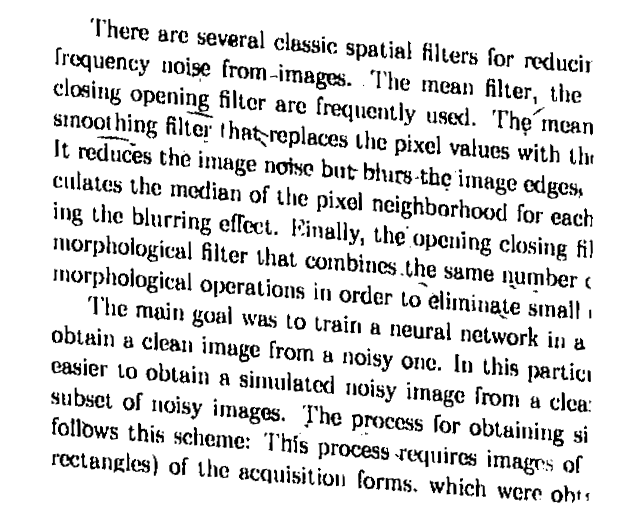 There are several classic spatial filters for reducin
frequency noise from images. The mean filter, the
closing opening filter are frequently used. The mean
smoothing filter that replaces the pixel values with the
It reduces the image noise but blurs the image edges,
culates the median of the pixel neighborhood for each
ing the blurring effect. Finally, the opening closing fil
morphological filter that combines the same number o
morphological operations in order to eliminate small
The main goal was to train a neural network in a
obtain a clean image from a noisy one. In this partic
easier to obtain a simulated noisy image from a clea
subset of noisy images. The process for obtaining si
follows this scheme: This process requires images of
rectangles) of the acquisition forms. which were obt